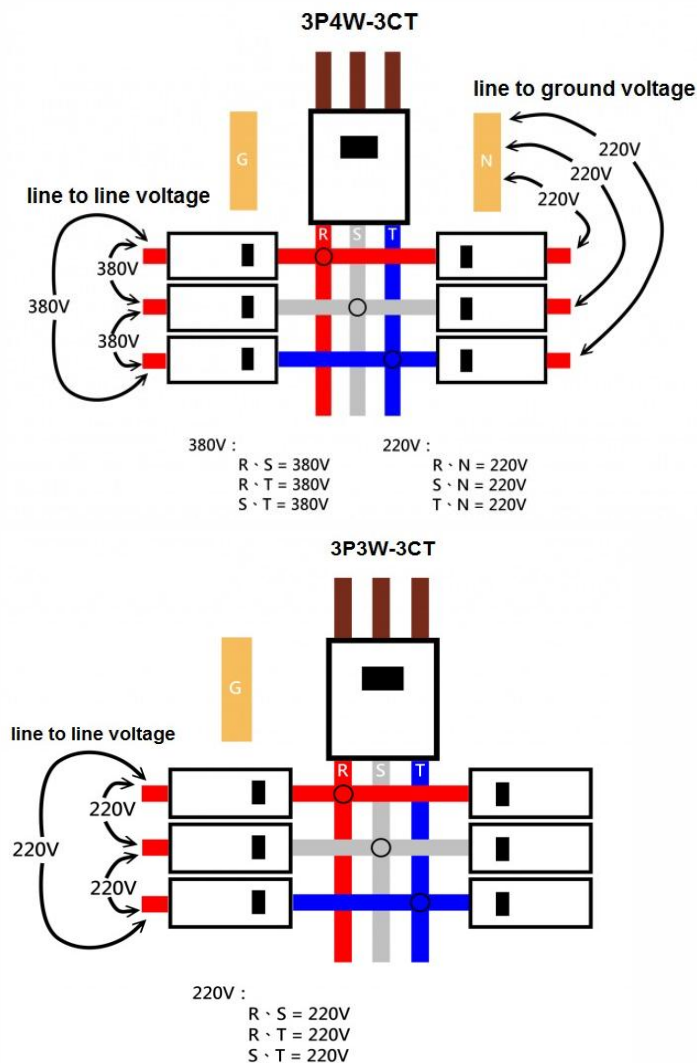 3P4W-3CT
line to ground voltage
G
N
220V
220V
220V
line to line voltage
R S T
380V
380V
380V
380V :
R、S = 380V
R、T = 380V
S、T = 380V
220V :
R、N = 220V
S、N = 220V
T、N = 220V
3P3W-3CT
G
line to line voltage
R S T
220V
220V
220V
220V :
R、S = 220V
R、T = 220V
S、T = 220V